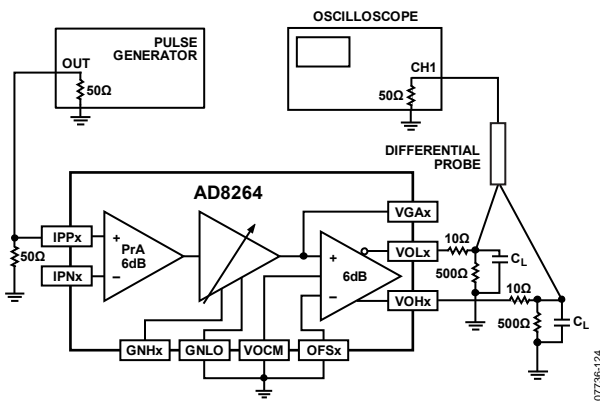 OSCILLOSCOPE
PULSE
GENERATOR
OUT
50Ω
CH1
50Ω
DIFFERENTIAL
PROBE
AD8264
VGAx
IPPx
+
PrA
6dB
–
50Ω
IPNx
+
6dB
–
VOLx
10Ω
500Ω
CL
VOHx
10Ω
500Ω
CL
GNHx
GNLO
VOCM
OFSx
07736-124